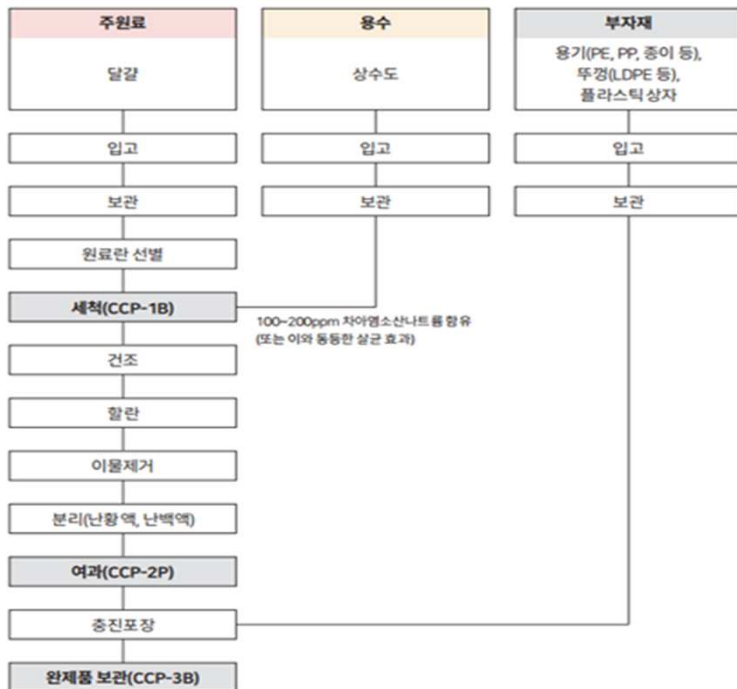 주원료
달걀
입고
보관
원료란 선별
세척(CCP-1B)
건조
할란
이물제거
분리(난황액, 난백액)
여과(CCP-2P)
충진포장
완제품 보관(CCP-3B)
용수
상수도
입고
보관
100~200ppm 차아염소산나트륨 함유
(또는 이와 동등한 살균 효과)
부자재
용기(PE, PP, 종이 등),
뚜껑(LDPE 등),
플라스틱 상자
입고
보관